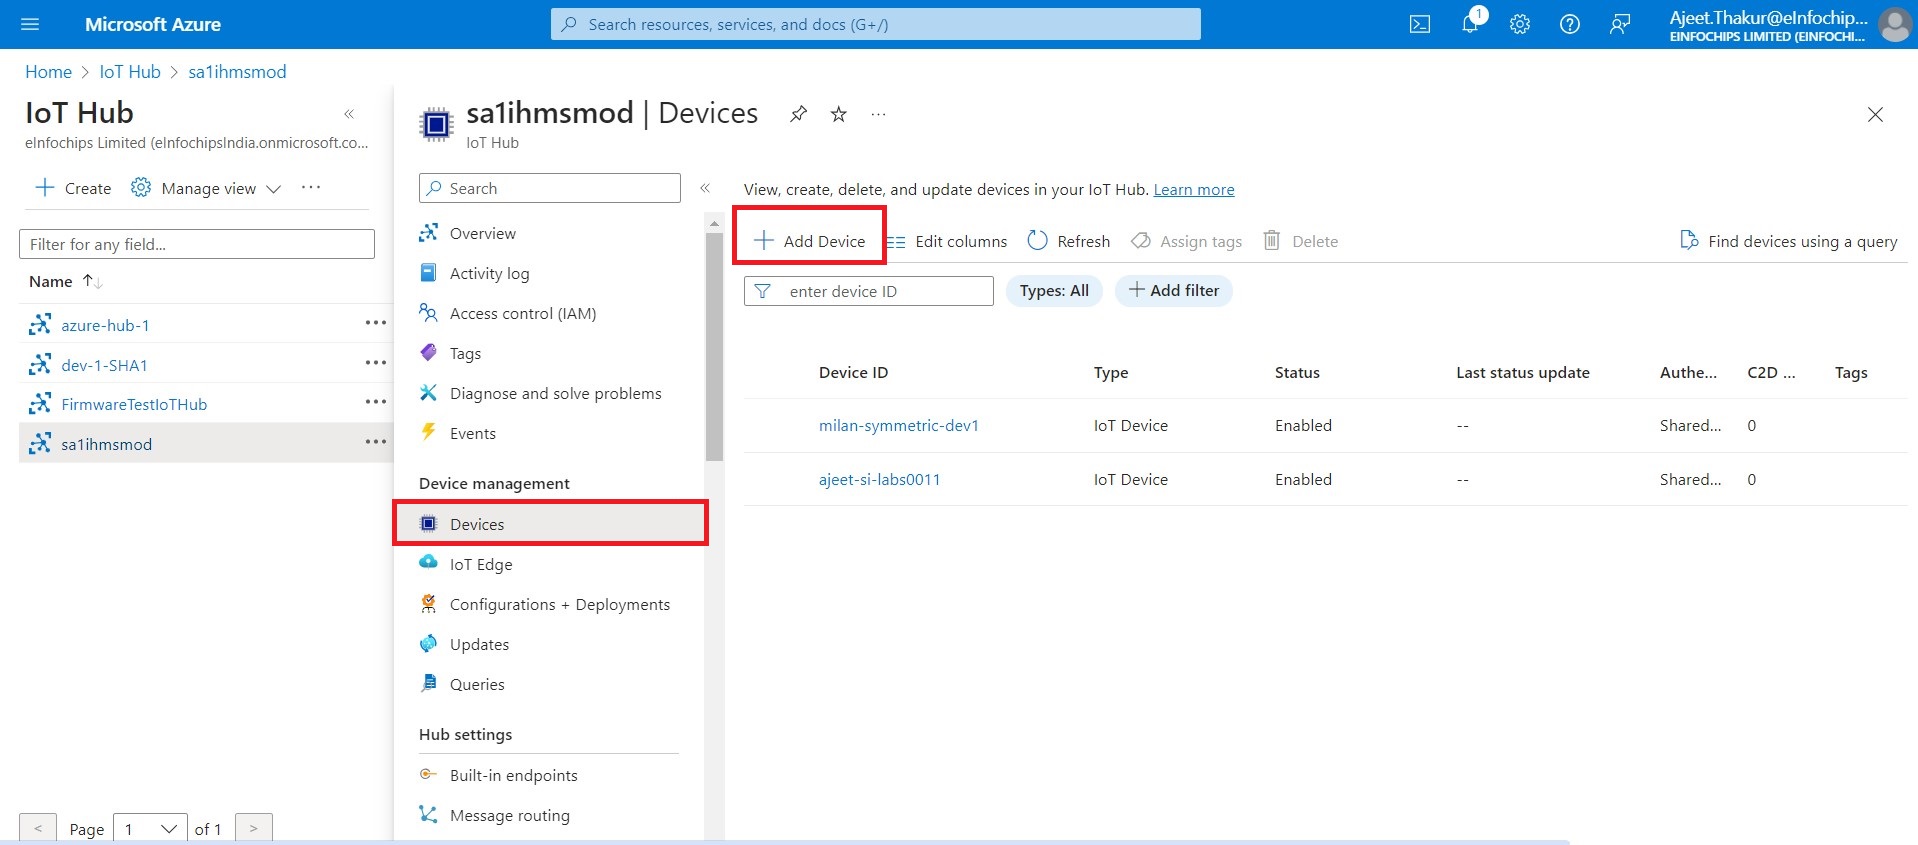 Microsoft Azure
Search resources, services, and docs (G+/)
1
Ajeet.Thakur@eInfochip...
EINFOCHIPS LIMITED (EINFOCHI...
Home > IoT Hub > sa1ihmsmod
IoT Hub
«
eInfochips Limited (eInfochipsIndia.onmicrosoft.co...
+ Create
Manage view
...
Filter for any field...
Name ↑↓
azure-hub-1
...
dev-1-SHA1
...
FirmwareTestIoTHub
...
sa1ihmsmod
...
< Page 1 of 1 >
sa1ihmsmod | Devices
...
IoT Hub
Search
«
Overview
Activity log
Access control (IAM)
Tags
Diagnose and solve problems
Events
Device management
Devices
IoT Edge
Configurations + Deployments
Updates
Queries
Hub settings
Built-in endpoints
Message routing
View, create, delete, and update devices in your IoT Hub. Learn more
+ Add Device
Edit columns
Refresh
Assign tags
Delete
Find devices using a query
enter device ID
Types: All
+ Add filter
Device ID Type Status Last status update Authe... C2D ... Tags
milan-symmetric-dev1 IoT Device Enabled -- Shared... 0
ajeet-si-labs0011 IoT Device Enabled -- Shared... 0